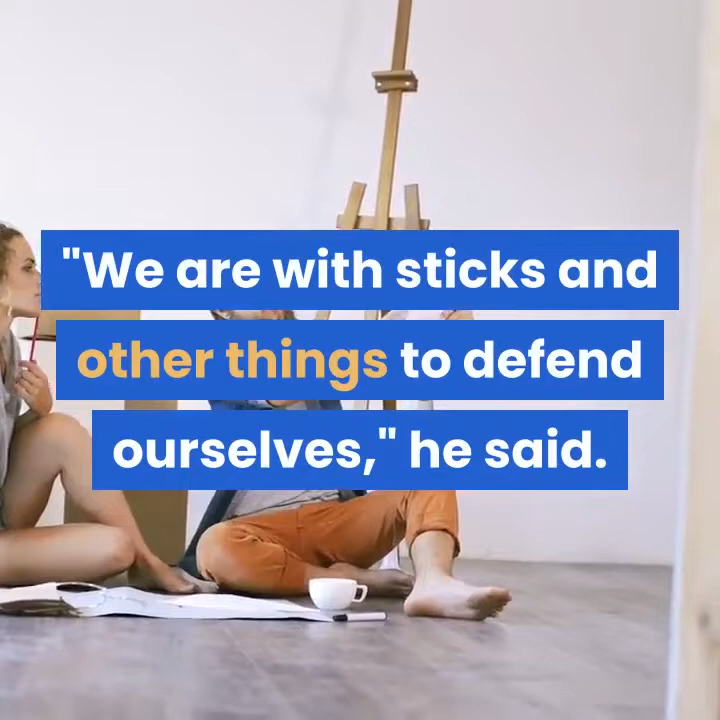 "We are with sticks and
other things to defend
ourselves," he said.